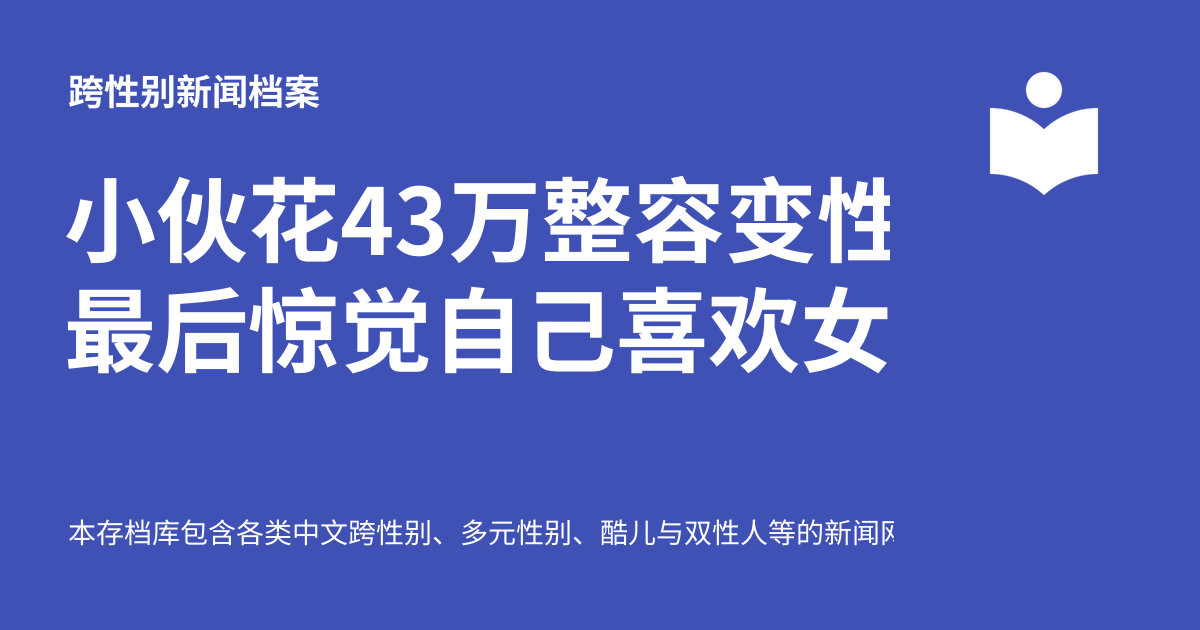 跨性别新闻档案
小伙花43万整容变性
最后惊觉自己喜欢女
本存档库包含各类中文跨性别、多元性别、酷儿与双性人等的新闻网